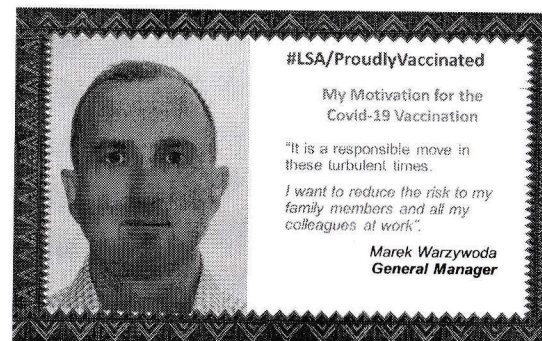 #LSA/ProudlyVaccinated
My Motivation for the
Covid-19 Vaccination
"It is a responsible move in
these turbulent times.
I want to reduce the risk to my
family members and all my
colleagues at work".
Marek Warzywoda
General Manager